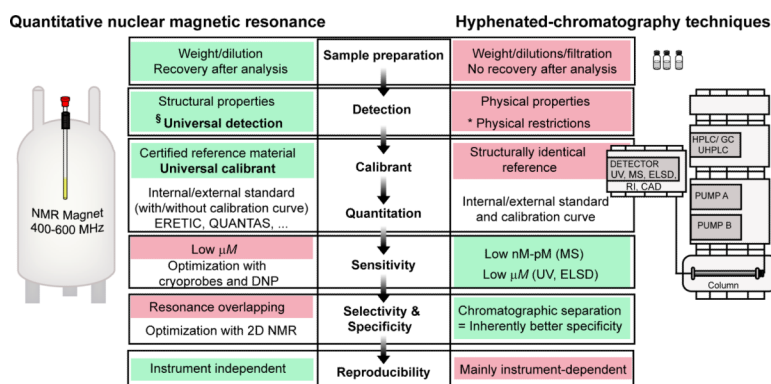 Quantitative nuclear magnetic resonance
Hyphenated-chromatography techniques
Weight/dilution
Recovery after analysis
Sample preparation
Weight/dilutions/filtration
No recovery after analysis
Structural properties
§ Universal detection
Detection
Physical properties
* Physical restrictions
Certified reference material
Universal calibrant
Calibrant
Structurally identical
reference
Internal/external standard
(with/without calibration curve)
ERETIC, QUANTAS, ...
Quantitation
Internal/external standard
and calibration curve
Low μM
Optimization with
cryoprobes and DNP
Sensitivity
Low nM-pM (MS)
Low μM (UV, ELSD)
Resonance overlapping
Optimization with 2D NMR
Selectivity &
Specificity
Chromatographic separation
= Inherently better specificity
Instrument independent
Reproducibility
Mainly instrument-dependent
NMR Magnet
400-600 MHz
HPLC/ GC
UHPLC
DETECTOR
UV, MS, ELSD,
RI, CAD
PUMP A
PUMP B
Column